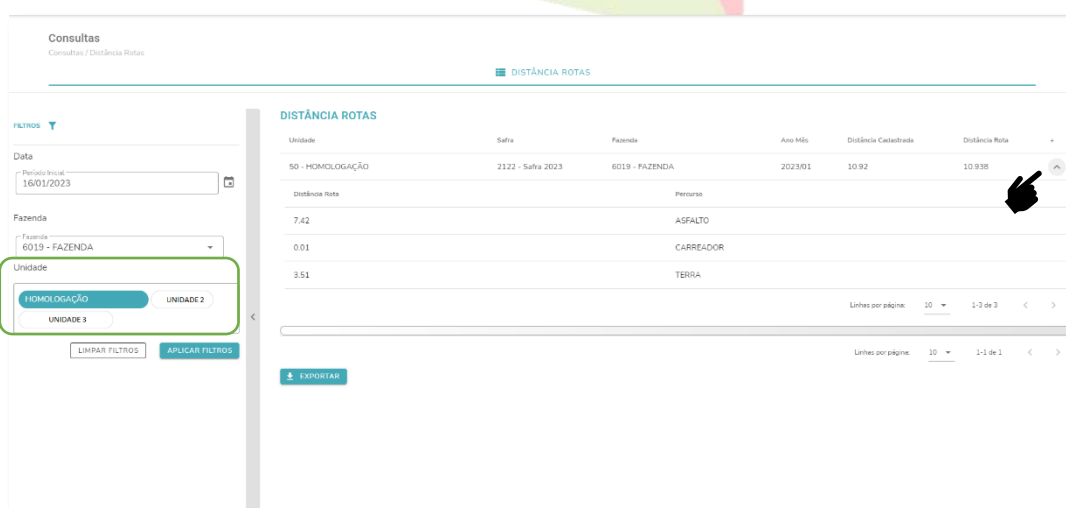 Consultas
Consultas / Distância Rotas
DISTÂNCIA ROTAS
FILTROS
Data
Período Inicial
16/01/2023
Fazenda
Fazenda
6019 - FAZENDA
Unidade
HOMOLOGAÇÃO UNIDADE 2
UNIDADE 3
LIMPAR FILTROS APLICAR FILTROS
DISTÂNCIA ROTAS
Unidade Safra Fazenda Ano Mês Distância Cadastrada Distância Rota +
50 - HOMOLOGAÇÃO 2122 - Safra 2023 6019 - FAZENDA 2023/01 10.92 10.938
Distância Rota Percurso
7.42 ASFALTO
0.01 CARREADOR
3.51 TERRA
Linhas por página: 10 1-3 de 3
Linhas por página: 10 1-1 de 1
EXPORTAR